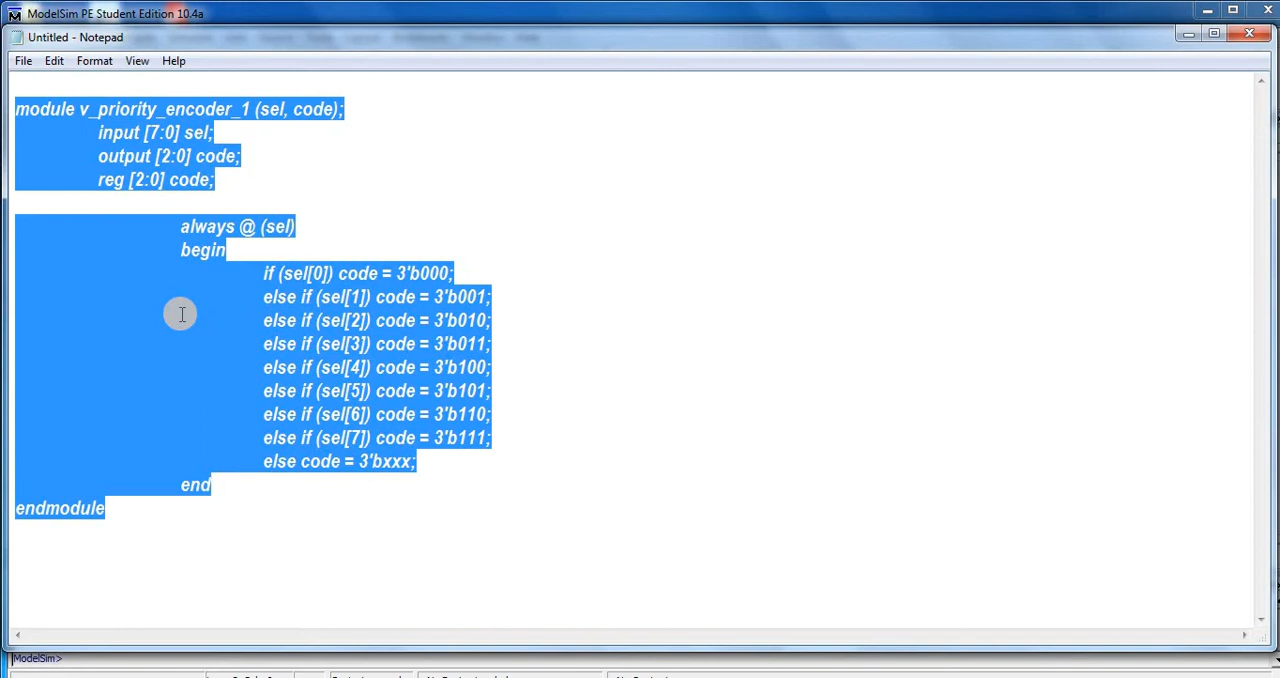 ModelSim PE Student Edition 10.4a
Untitled - Notepad
File Edit Format View Help
module v_priority_encoder_1 (sel, code);
input [7:0] sel;
output [2:0] code;
reg [2:0] code;
always @ (sel)
begin
if (sel[0]) code = 3'b000;
else if (sel[1]) code = 3'b001;
else if (sel[2]) code = 3'b010;
else if (sel[3]) code = 3'b011;
else if (sel[4]) code = 3'b100;
else if (sel[5]) code = 3'b101;
else if (sel[6]) code = 3'b110;
else if (sel[7]) code = 3'b111;
else code = 3'bxxx;
end
endmodule
ModelSim>